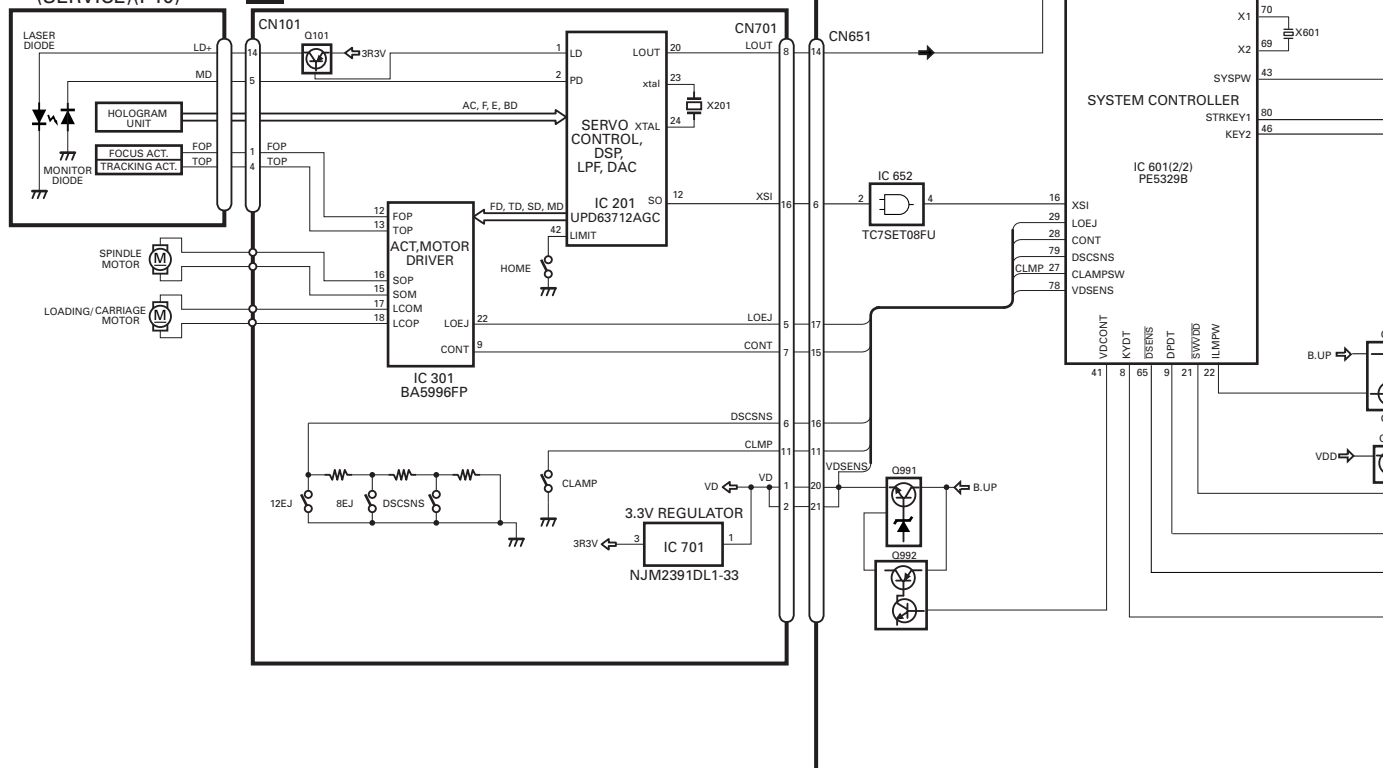 CN101
CN701
CN651
LASER
DIODE
LD+
14
Q101
3R3V
1
LD
LOUT
20
LOUT
8
14
MD
5
2
PD
xtal
23
X201
XTAL
24
HOLOGRAM
UNIT
AC, F, E, BD
SERVO
CONTROL,
DSP,
LPF, DAC
IC 201
UPD63712AGC
FOCUS ACT.
TRACKING ACT.
FOP
TOP
1
4
FOP
TOP
MONITOR
DIODE
SO
12
XSI
16
6
2
IC 652
4
TC7SET08FU
FD, TD, SD, MD
42
LIMIT
HOME
12
FOP
13
TOP
ACT,MOTOR
DRIVER
16
SOP
15
SOM
17
LCOM
18
LCOP
LOEJ
22
CONT
9
IC 301
BA5996FP
SPINDLE
MOTOR
M
LOADING/CARRIAGE
MOTOR
M
LOEJ
5
17
CONT
7
15
DSCSNS
6
16
CLMP
11
11
VDSENS
VD
VD
1
20
2
21
12EJ
8EJ
DSCSNS
CLAMP
3.3V REGULATOR
3R3V
3
IC 701
1
NJM2391DL1-33
Q991
B.UP
Q992
X1
70
X2
69
X601
SYSPW
43
SYSTEM CONTROLLER
STRKEY1
80
KEY2
46
IC 601(2/2)
PE5329B
16
XSI
29
LOEJ
28
CONT
79
DSCSNS
CLMP
27
CLAMPSW
78
VDSENS
VDCONT
KYDT
DSENS
DPDT
SWVDD
ILMPW
41
8
65
9
21
22
B.UP
VDD